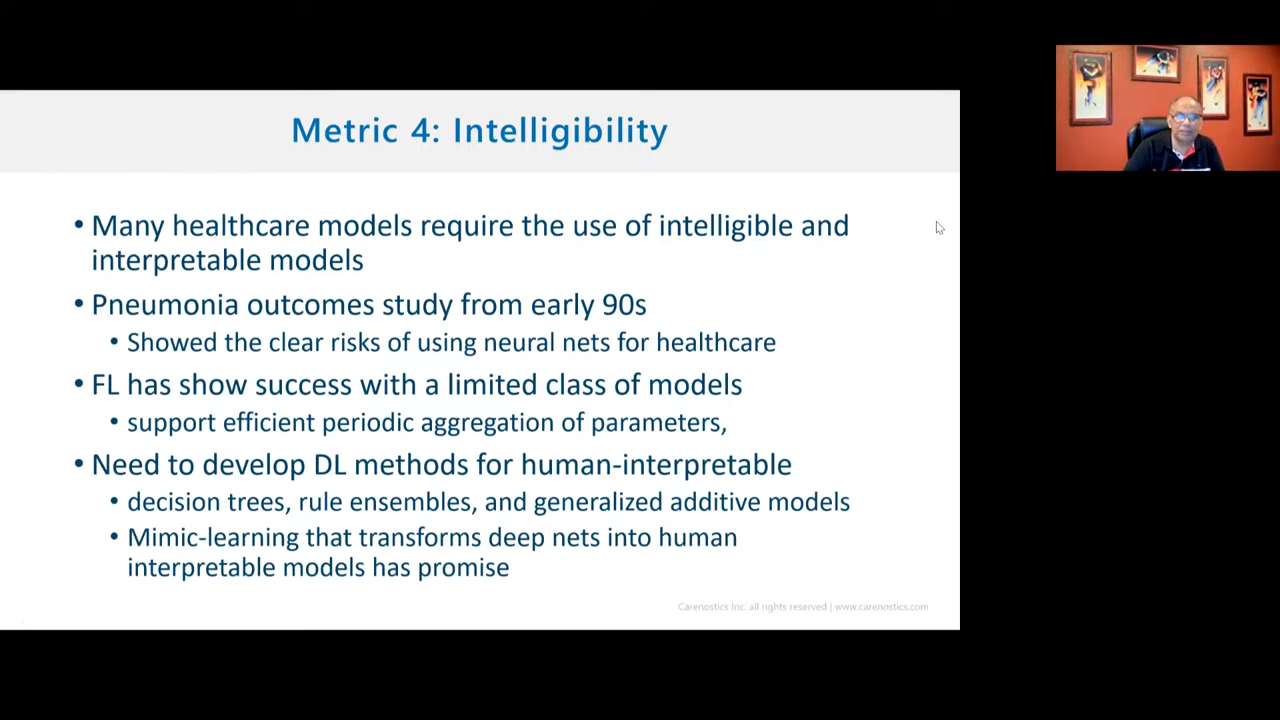 Metric 4: Intelligibility
• Many healthcare models require the use of intelligible and
interpretable models
• Pneumonia outcomes study from early 90s
• Showed the clear risks of using neural nets for healthcare
• FL has show success with a limited class of models
• support efficient periodic aggregation of parameters,
• Need to develop DL methods for human-interpretable
• decision trees, rule ensembles, and generalized additive models
• Mimic-learning that transforms deep nets into human
interpretable models has promise
Carenostics Inc. all rights reserved | www.carenostics.com